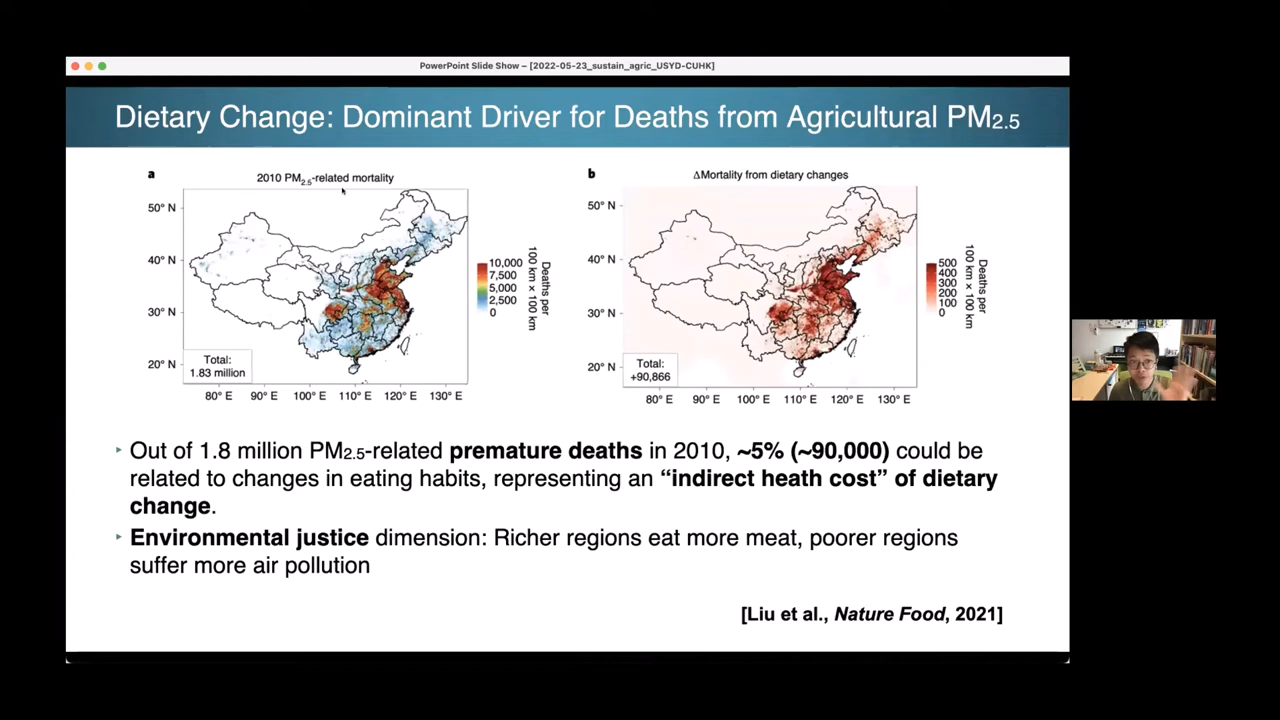 PowerPoint Slide Show – [2022-05-23_sustain_agric_USYD-CUHK]
Dietary Change: Dominant Driver for Deaths from Agricultural PM2.5
a
2010 PM2.5-related mortality
50° N
40° N
30° N
20° N
80° E 90° E 100° E 110° E 120° E 130° E
Total:
1.83 million
10,000
7,500
5,000
2,500
0
Deaths per
100 km × 100 km
b
ΔMortality from dietary changes
50° N
40° N
30° N
20° N
80° E 90° E 100° E 110° E 120° E 130° E
Total:
+90,866
500
400
300
200
100
0
Deaths per
100 km × 100 km
‣ Out of 1.8 million PM2.5-related premature deaths in 2010, ~5% (~90,000) could be
related to changes in eating habits, representing an “indirect heath cost” of dietary
change.
‣ Environmental justice dimension: Richer regions eat more meat, poorer regions
suffer more air pollution
[Liu et al., Nature Food, 2021]